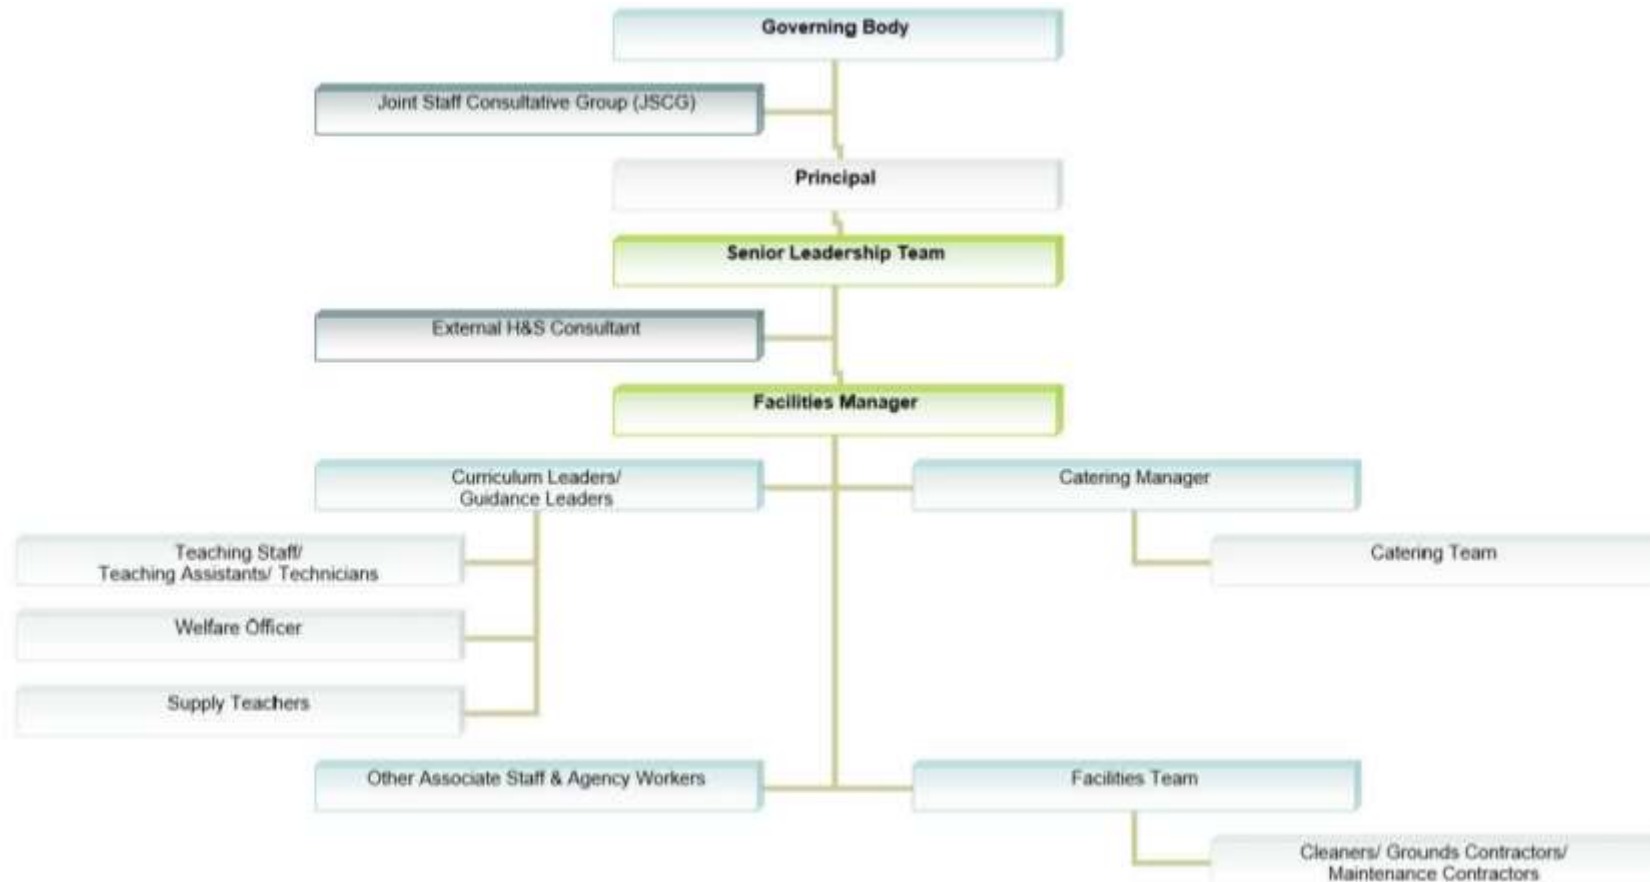 Governing Body
Joint Staff Consultative Group (JSCG)
Principal
Senior Leadership Team
External H&S Consultant
Facilities Manager
Curriculum Leaders/
Guidance Leaders
Catering Manager
Teaching Staff/
Teaching Assistants/ Technicians
Catering Team
Welfare Officer
Supply Teachers
Other Associate Staff & Agency Workers
Facilities Team
Cleaners/ Grounds Contractors/
Maintenance Contractors